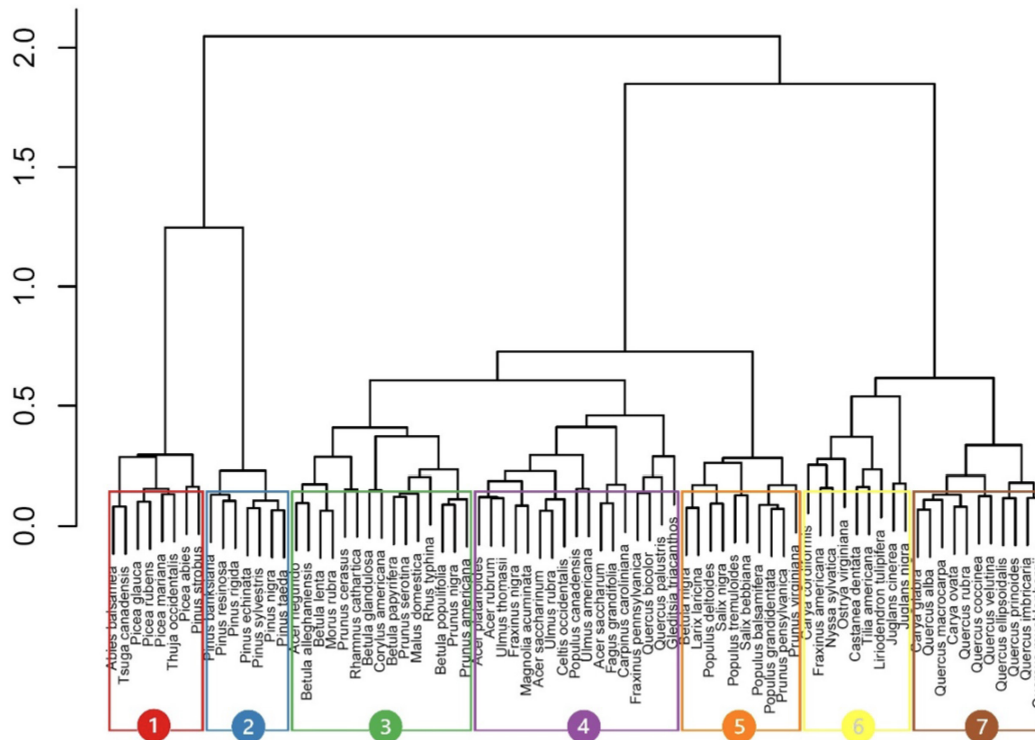 2.0
1.5
1.0
0.5
0.0
Abies balsamea
Tsuga canadensis
Picea glauca
Picea rubens
Picea mariana
Thuja occidentalis
Picea abies
Pinus strobus
Pinus banksiana
Pinus resinosa
Pinus rigida
Pinus echinata
Pinus sylvestris
Pinus nigra
Pinus taeda
Acer negundo
Betula alleghaniensis
Betula lenta
Morus rubra
Prunus cerasus
Rhamnus cathartica
Betula glandulosa
Corylus americana
Betula papyrifera
Prunus serotina
Malus domestica
Rhus typhina
Betula populifolia
Prunus nigra
Prunus americana
Acer platanoides
Acer rubrum
Ulmus thomasii
Fraxinus nigra
Magnolia acuminata
Acer saccharinum
Ulmus rubra
Celtis occidentalis
Populus canadensis
Ulmus americana
Acer saccharum
Fagus grandifolia
Carpinus caroliniana
Fraxinus pennsylvanica
Quercus bicolor
Quercus palustris
Gleditsia triacanthos
Betula nigra
Larix laricina
Populus deltoides
Salix nigra
Populus tremuloides
Salix bebbiana
Populus balsamifera
Populus grandidentata
Prunus pensylvanica
Prunus virginiana
Carya cordiformis
Fraxinus americana
Nyssa sylvatica
Ostrya virginiana
Castanea dentata
Tilia americana
Liriodendron tulipifera
Juglans cinerea
Juglans nigra
Carya glabra
Quercus alba
Quercus macrocarpa
Carya ovata
Quercus rubra
Quercus coccinea
Quercus velutina
Quercus ellipsoidalis
Quercus prinoides
1
2
3
4
5
6
7